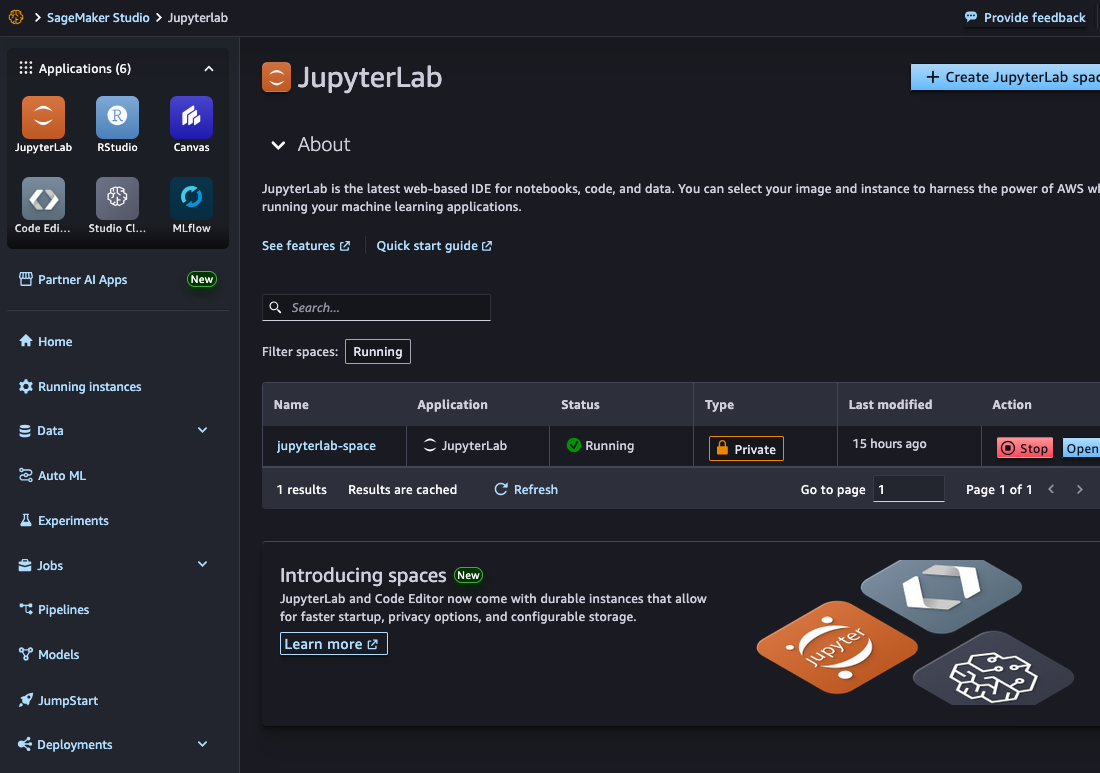 SageMaker Studio > Jupyterlab
Provide feedback
Applications (6)
JupyterLab
RStudio
Canvas
Code Edi...
Studio Cl...
MLflow
Partner AI Apps New
Home
Running instances
Data
Auto ML
Experiments
Jobs
Pipelines
Models
JumpStart
Deployments
JupyterLab
+ Create JupyterLab spac
About
JupyterLab is the latest web-based IDE for notebooks, code, and data. You can select your image and instance to harness the power of AWS wh
running your machine learning applications.
See features
Quick start guide
Search...
Filter spaces: Running
Name Application Status Type Last modified Action
jupyterlab-space JupyterLab Running Private 15 hours ago Stop Open
1 results Results are cached Refresh Go to page 1 Page 1 of 1
Introducing spaces New
JupyterLab and Code Editor now come with durable instances that allow
for faster startup, privacy options, and configurable storage.
Learn more
jupyter